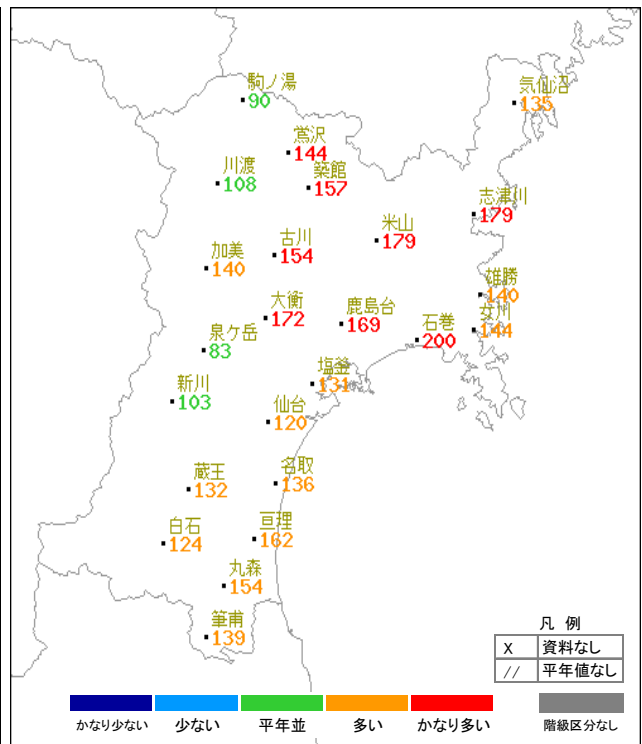 駒ノ湯
90
気仙沼
135
鶯沢
144
川渡
108
築館
157
志津川
179
米山
179
古川
154
加美
140
雄勝
140
大衡
172
鹿島台
169
女川
144
石巻
200
泉ケ岳
83
塩釜
131
新川
103
仙台
120
名取
136
蔵王
132
亘理
162
白石
124
丸森
154
筆甫
139
凡 例
X 資料なし
// 平年値なし
かなり少ない 少ない 平年並 多い かなり多い 階級区分なし